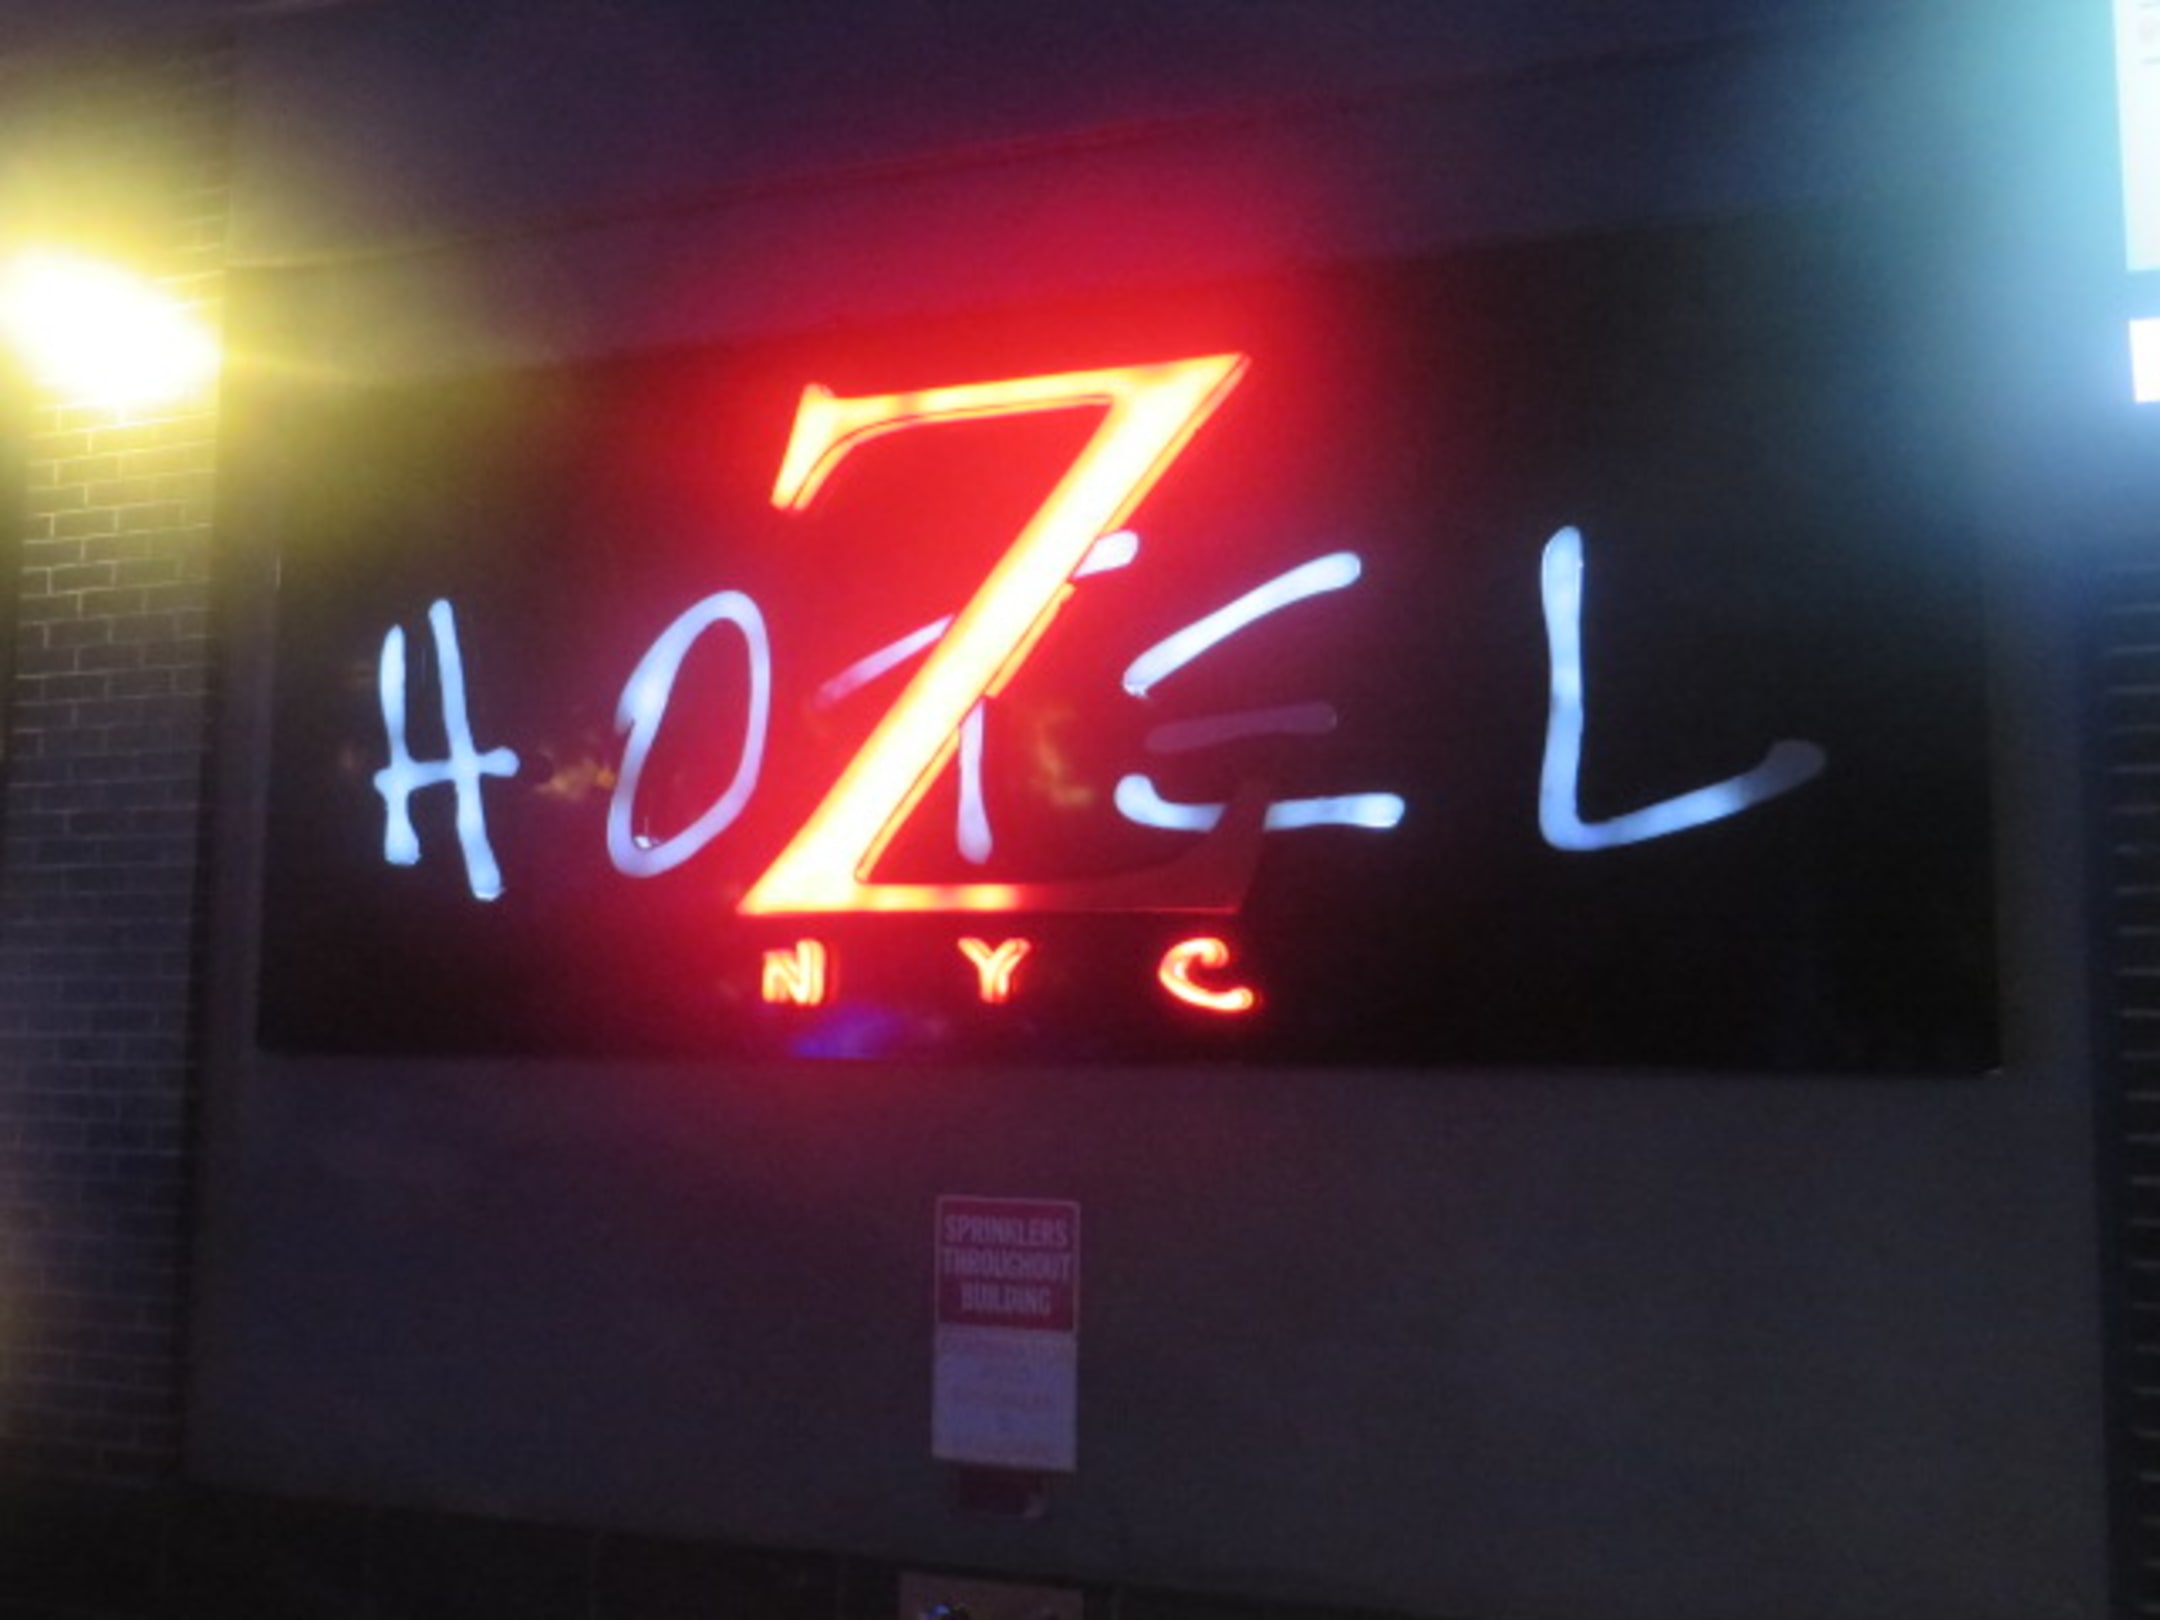 Z
HOTEL
NYC
SPRINKLERS
THROUGHOUT
BUILDING